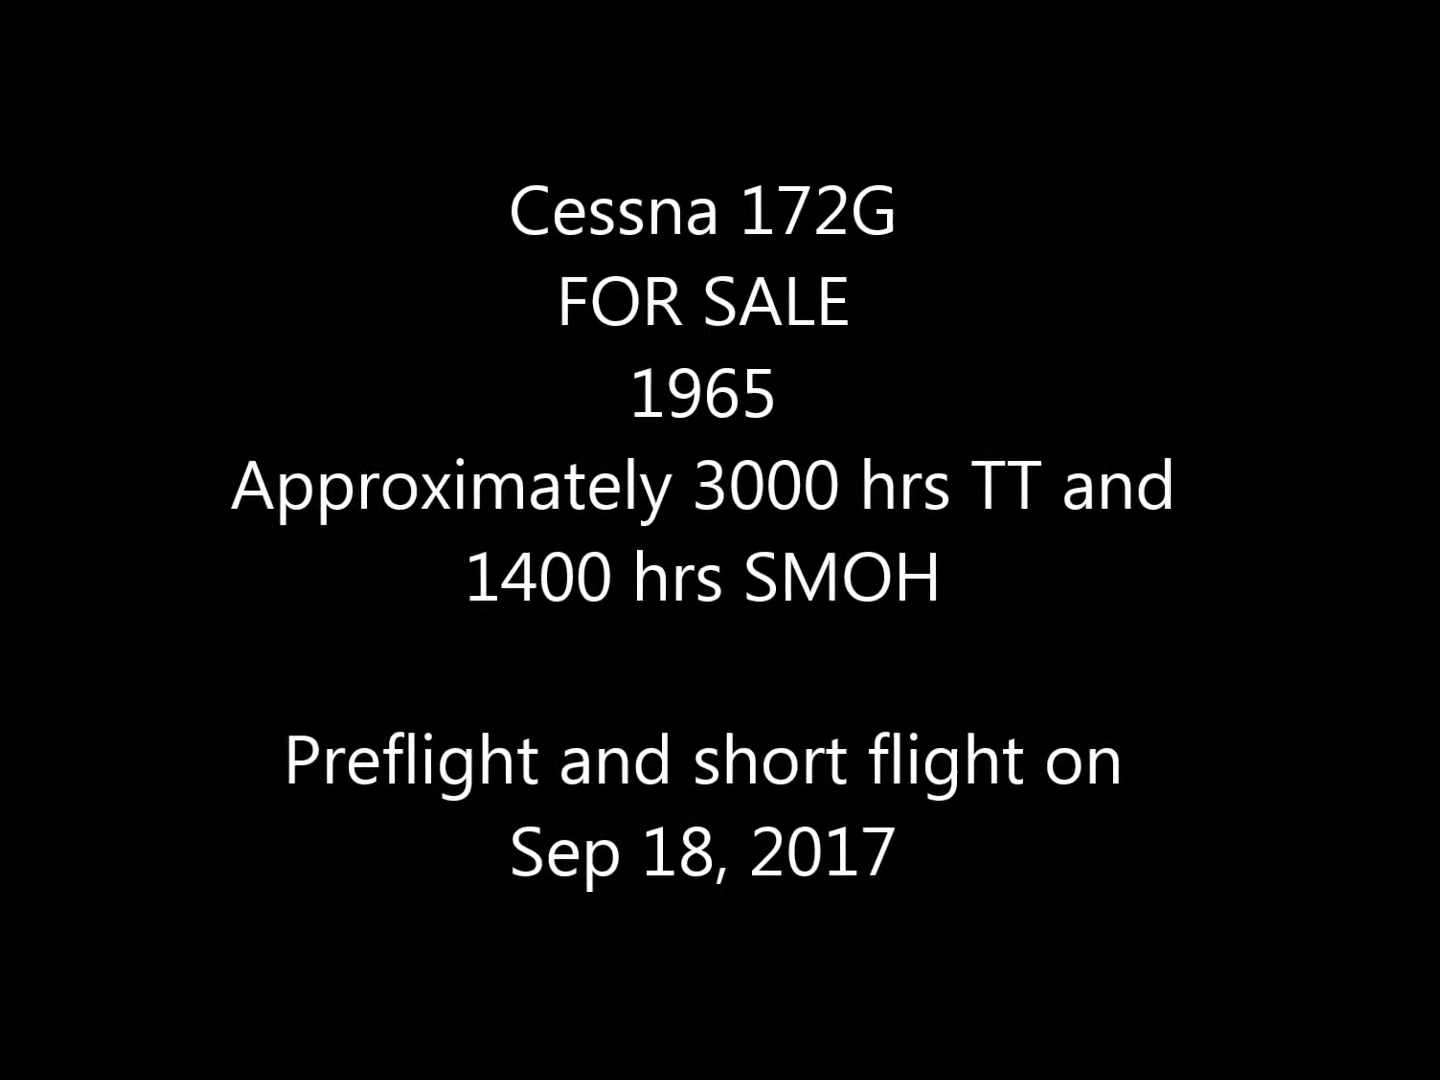 Cessna 172G
FOR SALE
1965
Approximately 3000 hrs TT and
1400 hrs SMOH
Preflight and short flight on
Sep 18, 2017